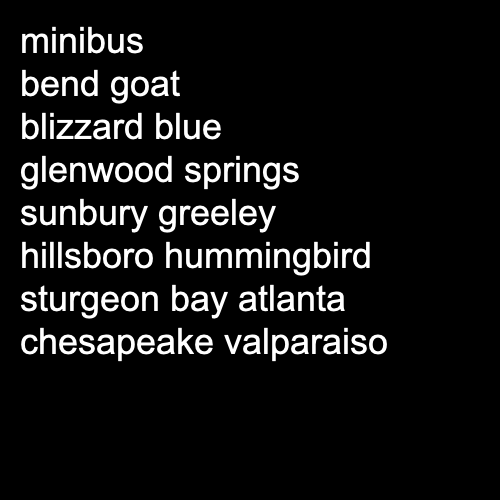 minibus
bend goat
blizzard blue
glenwood springs
sunbury greeley
hillsboro hummingbird
sturgeon bay atlanta
chesapeake valparaiso